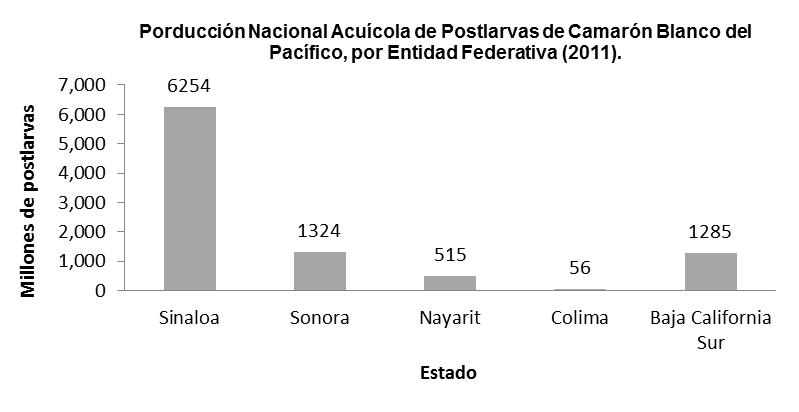 Porducción Nacional Acuícola de Postlarvas de Camarón Blanco del
Pacífico, por Entidad Federativa (2011).
Millones de postlarvas
7,000
6,000
5,000
4,000
3,000
2,000
1,000
0
6254
1324
515
56
1285
Sinaloa
Sonora
Nayarit
Colima
Baja California
Sur
Estado